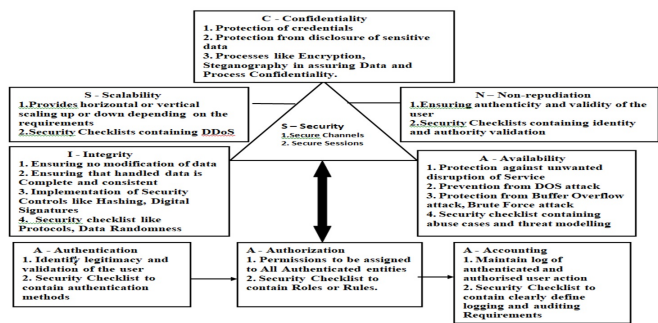 C - Confidentiality
1. Protection of credentials
2. Protection from disclosure of sensitive
data
3. Processes like Encryption,
Steganography in assuring Data and
Process Confidentiality.
S - Scalability
1.Provides horizontal or vertical
scaling up or down depending on the
requirements
2.Security Checklists containing DDoS
N – Non-repudiation
1.Ensuring authenticity and validity of the
user
2.Security Checklists containing identity
and authority validation
S – Security
1.Secure Channels
2. Secure Sessions
I - Integrity
1. Ensuring no modification of data
2. Ensuring that handled data is
Complete and consistent
3. Implementation of Security
Controls like Hashing, Digital
Signatures
4. Security checklist like
Protocols, Data Randomness
A - Availability
1. Protection against unwanted
disruption of Service
2. Prevention from DOS attack
3. Protection from Buffer Overflow
attack, Brute Force attack
4. Security checklist containing
abuse cases and threat modelling
A - Authentication
1. Identify legitimacy and
validation of the user
2. Security Checklist to
contain authentication
methods
A - Authorization
1. Permissions to be assigned
to All Authenticated entities
2. Security Checklist to
contain Roles or Rules.
A - Accounting
1. Maintain log of
authenticated and
authorised user action
2. Security Checklist to
contain clearly define
logging and auditing
Requirements